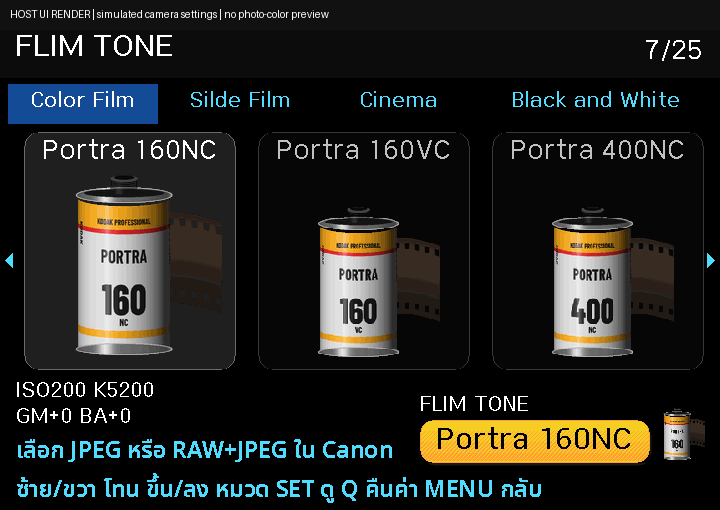 HOST UI RENDER | simulated camera settings | no photo-color preview
FLIM TONE
7/25
Color Film
Silde Film
Cinema
Black and White
Portra 160NC
Portra 160VC
Portra 400NC
KODAK PROFESSIONAL
KODAK
PORTRA
160
NC
KODAK PROFESSIONAL
PORTRA
160
VC
KODAK PROFESSIONAL
PORTRA
400
NC
ISO200 K5200
GM+0 BA+0
FLIM TONE
Portra 160NC
PORTRA
160
เลือก JPEG หรือ RAW+JPEG ใน Canon
ซ้าย/ขวา โทน ขึ้น/ลง หมวด SET ดู Q คืนค่า MENU กลับ